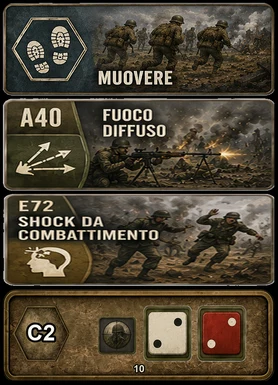 MUOVERE
A40
FUOCO
DIFFUSO
E72
SHOCK DA
COMBATTIMENTO
C2
10